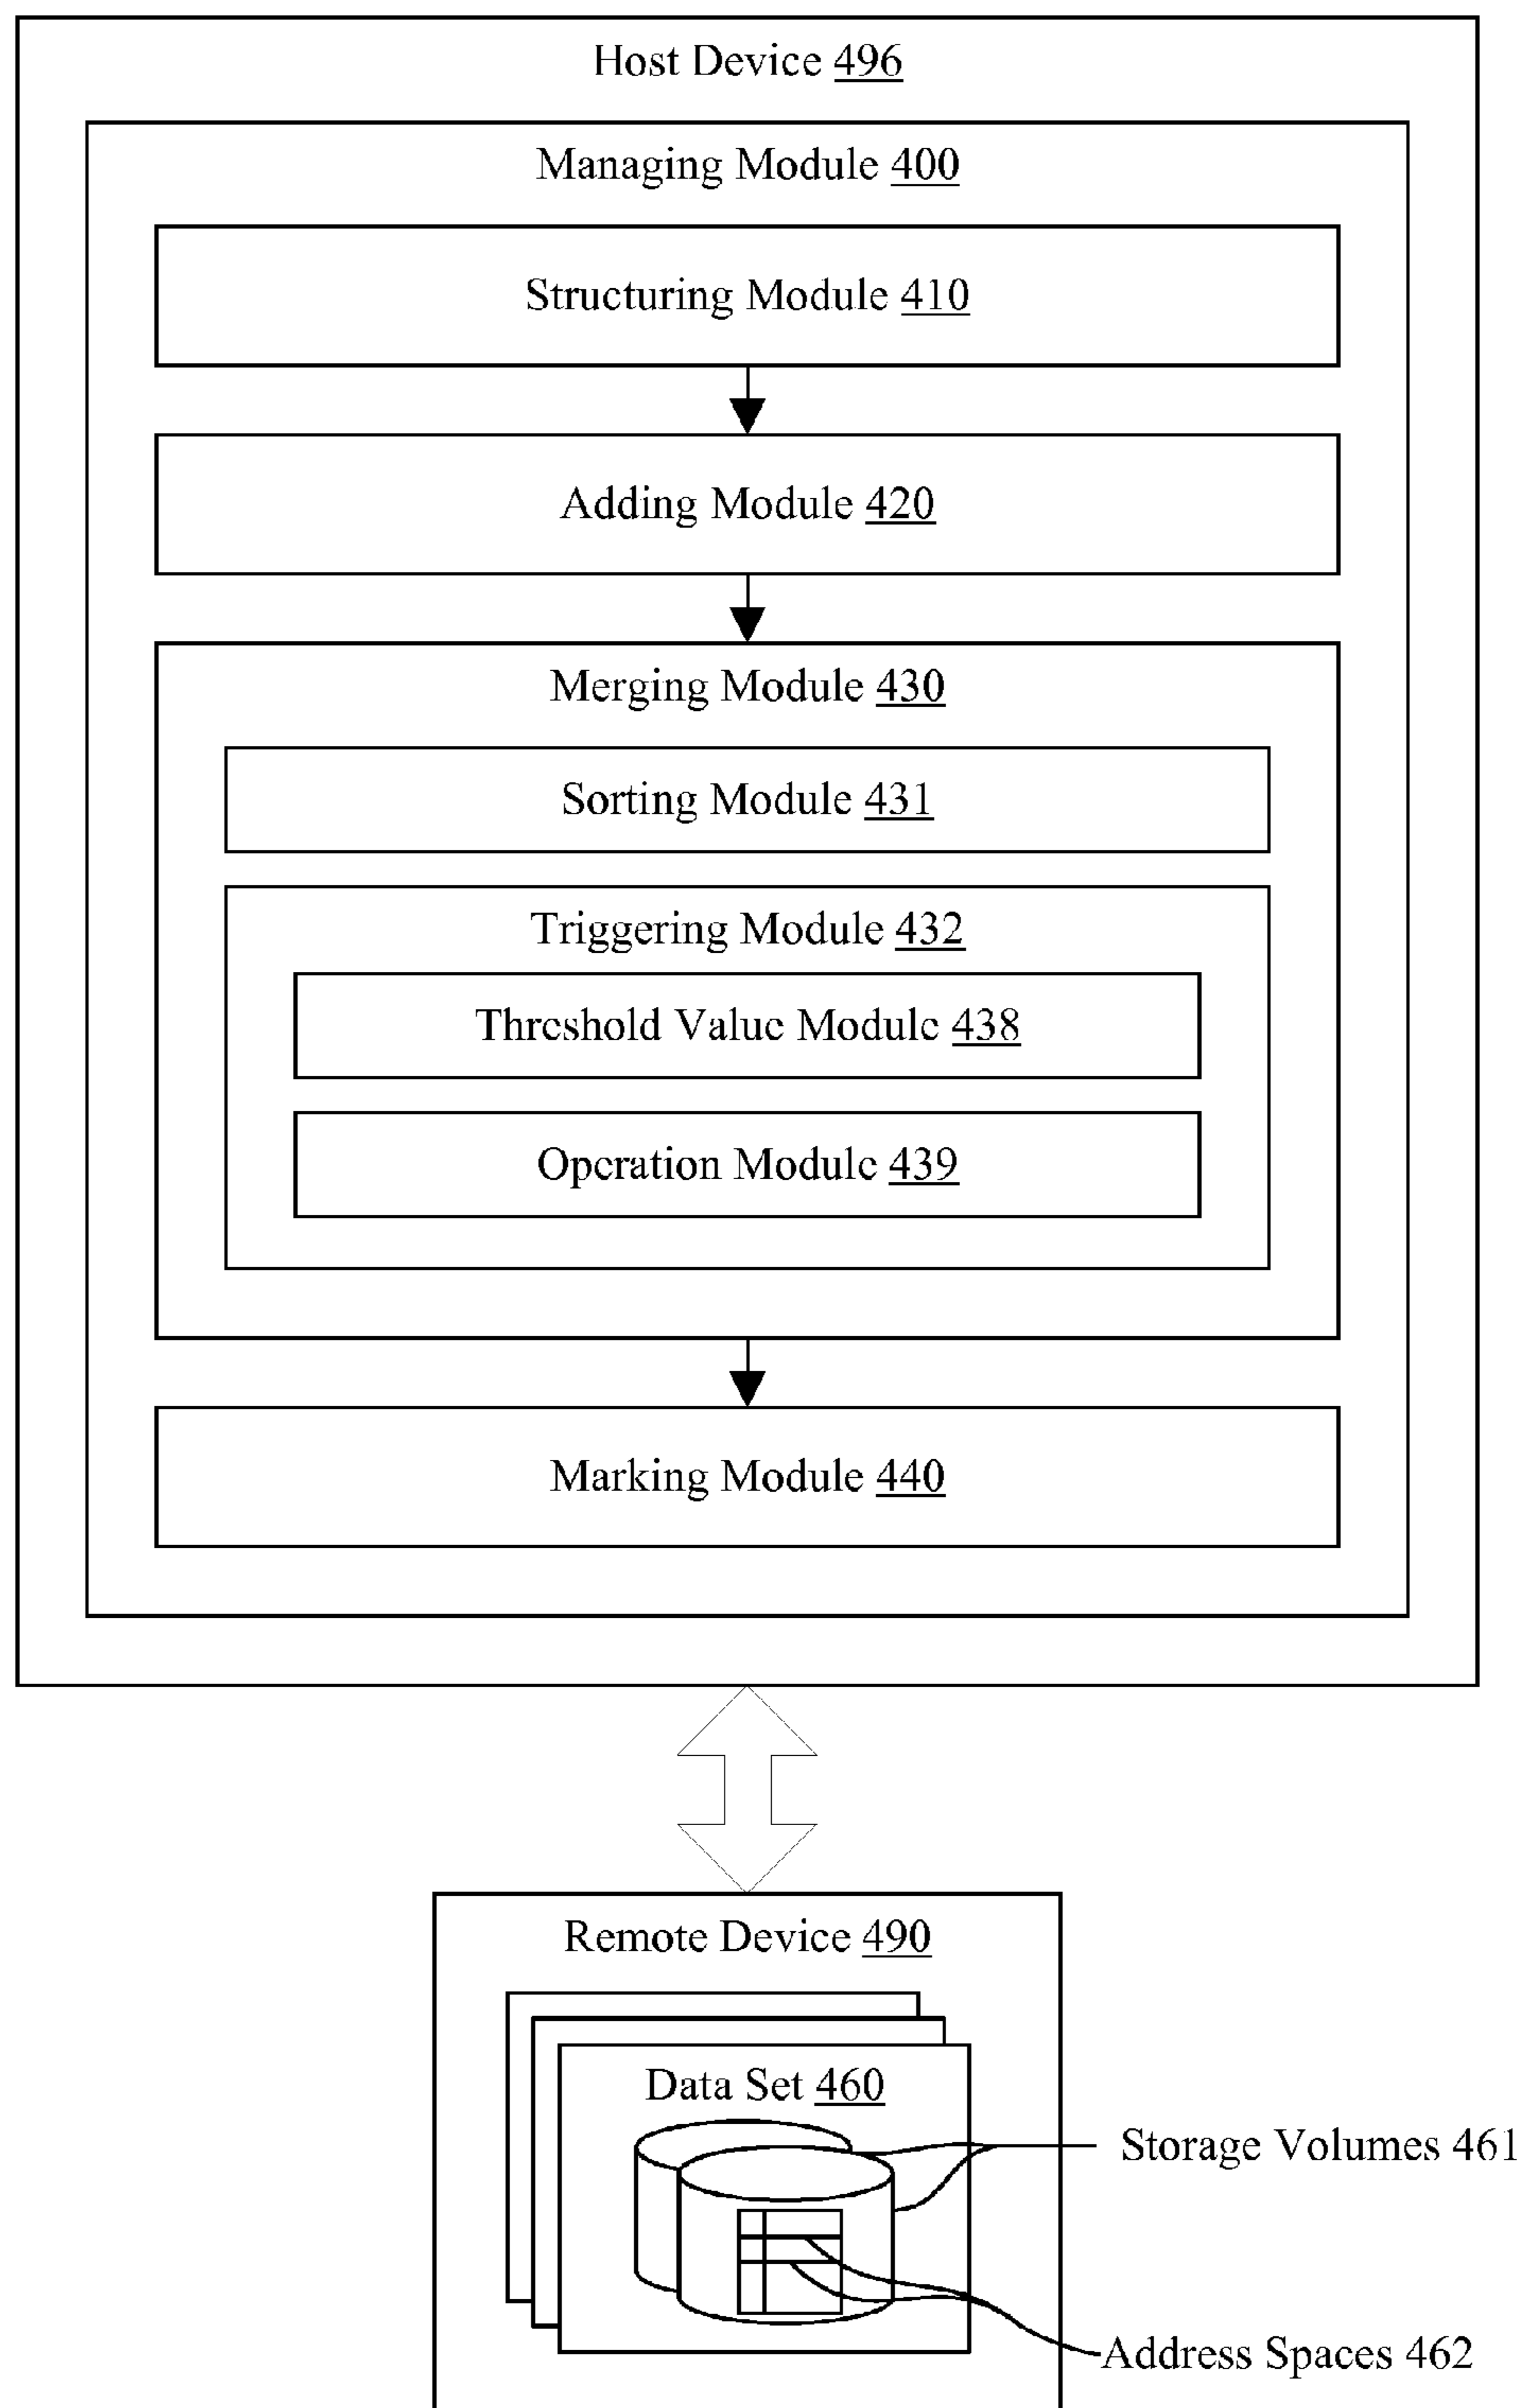 Host Device 496
Managing Module 400
Structuring Module 410
Adding Module 420
Merging Module 430
Sorting Module 431
Triggering Module 432
Threshold Value Module 438
Operation Module 439
Marking Module 440
Remote Device 490
Data Set 460
Storage Volumes 461
Address Spaces 462